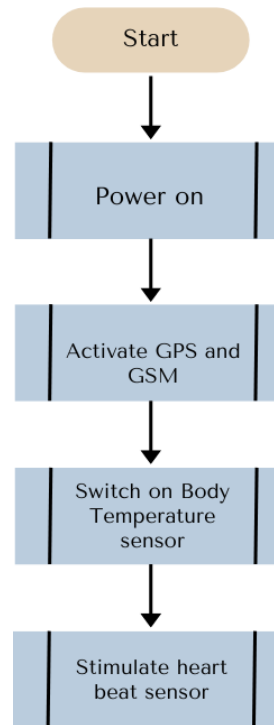 Start
Power on
Activate GPS and
GSM
Switch on Body
Temperature
sensor
Stimulate heart
beat sensor